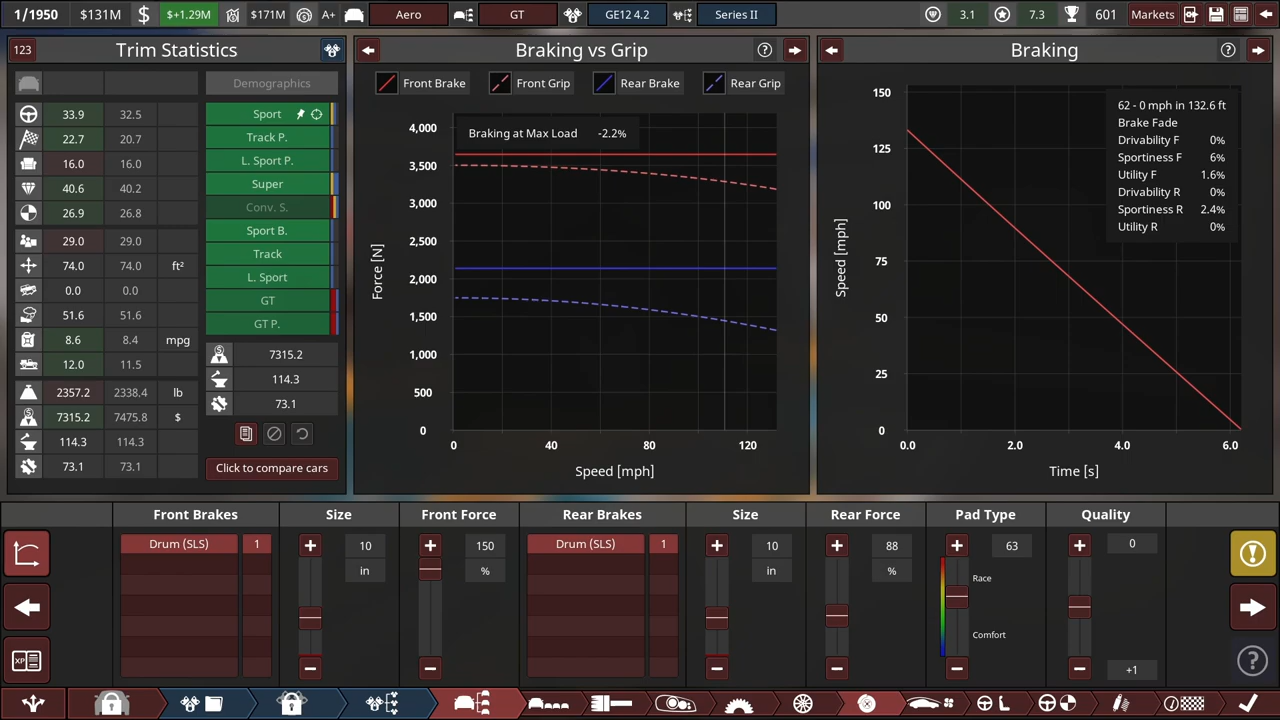 1/1950 $131M $+1.29M $171M A+ Aero GT GE12 4.2 Series II 3.1 7.3 601 Markets
123 Trim Statistics
33.9 32.5
22.7 20.7
16.0 16.0
40.6 40.2
26.9 26.8
29.0 29.0
74.0 74.0 ft²
0.0 0.0
51.6 51.6
8.6 8.4 mpg
12.0 11.5
2357.2 2338.4 lb
7315.2 7475.8 $
114.3 114.3
73.1 73.1
Demographics
Sport
Track P.
L. Sport P.
Super
Conv. S.
Sport B.
Track
L. Sport
GT
GT P.
7315.2
114.3
73.1
Click to compare cars
Braking vs Grip ?
Front Brake Front Grip Rear Brake Rear Grip
Braking at Max Load -2.2%
Force [N]
4,000
3,500
3,000
2,500
2,000
1,500
1,000
500
0
0 40 80 120
Speed [mph]
Braking ?
62 - 0 mph in 132.6 ft
Brake Fade
Drivability F 0%
Sportiness F 6%
Utility F 1.6%
Drivability R 0%
Sportiness R 2.4%
Utility R 0%
Speed [mph]
150
125
100
75
50
25
0
0.0 2.0 4.0 6.0
Time [s]
Front Brakes
Drum (SLS) 1
Size
+ 10
in
−
Front Force
+ 150
%
−
Rear Brakes
Drum (SLS) 1
Size
+ 10
in
−
Rear Force
+ 88
%
−
Pad Type
+ 63
Race
Comfort
−
Quality
+ 0
− +1
XP
?